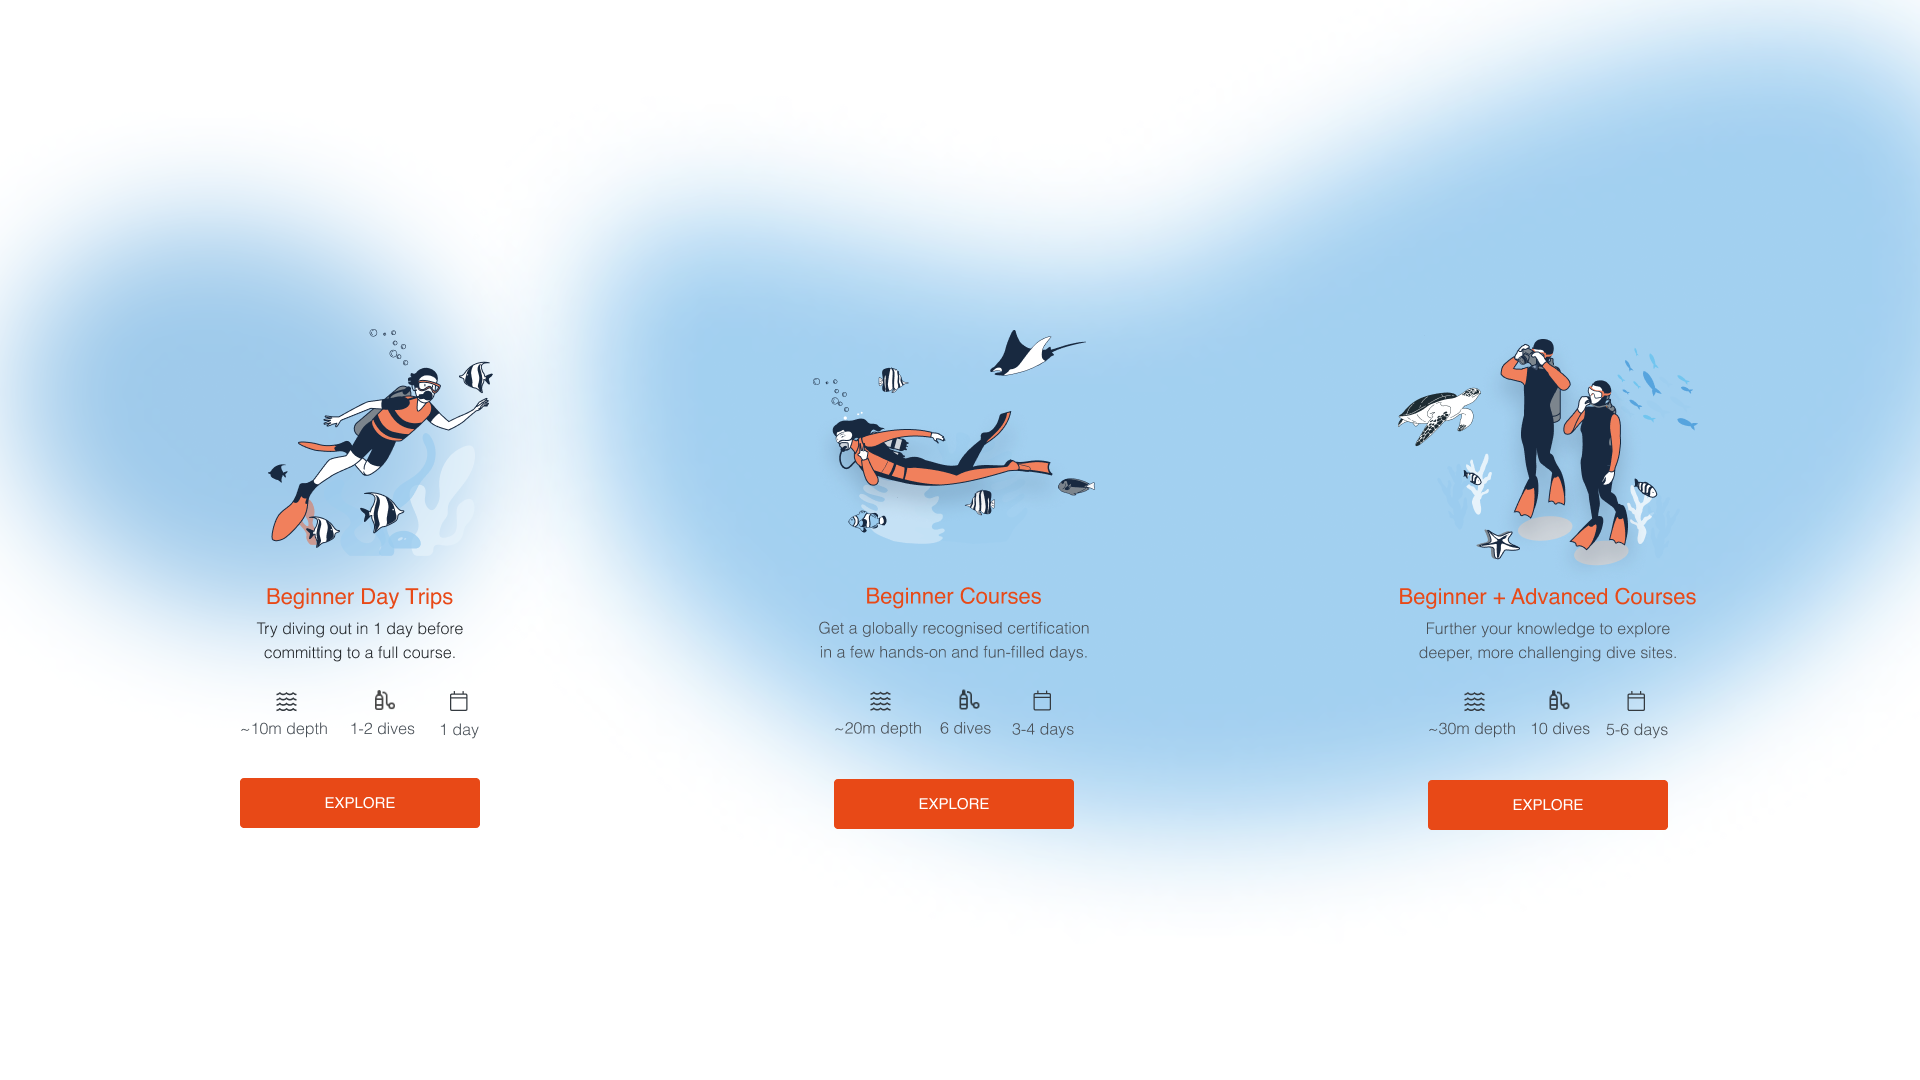 Beginner Day Trips
Try diving out in 1 day before
committing to a full course.
~10m depth
1-2 dives
1 day
EXPLORE
Beginner Courses
Get a globally recognised certification
in a few hands-on and fun-filled days.
~20m depth
6 dives
3-4 days
EXPLORE
Beginner + Advanced Courses
Further your knowledge to explore
deeper, more challenging dive sites.
~30m depth
10 dives
5-6 days
EXPLORE